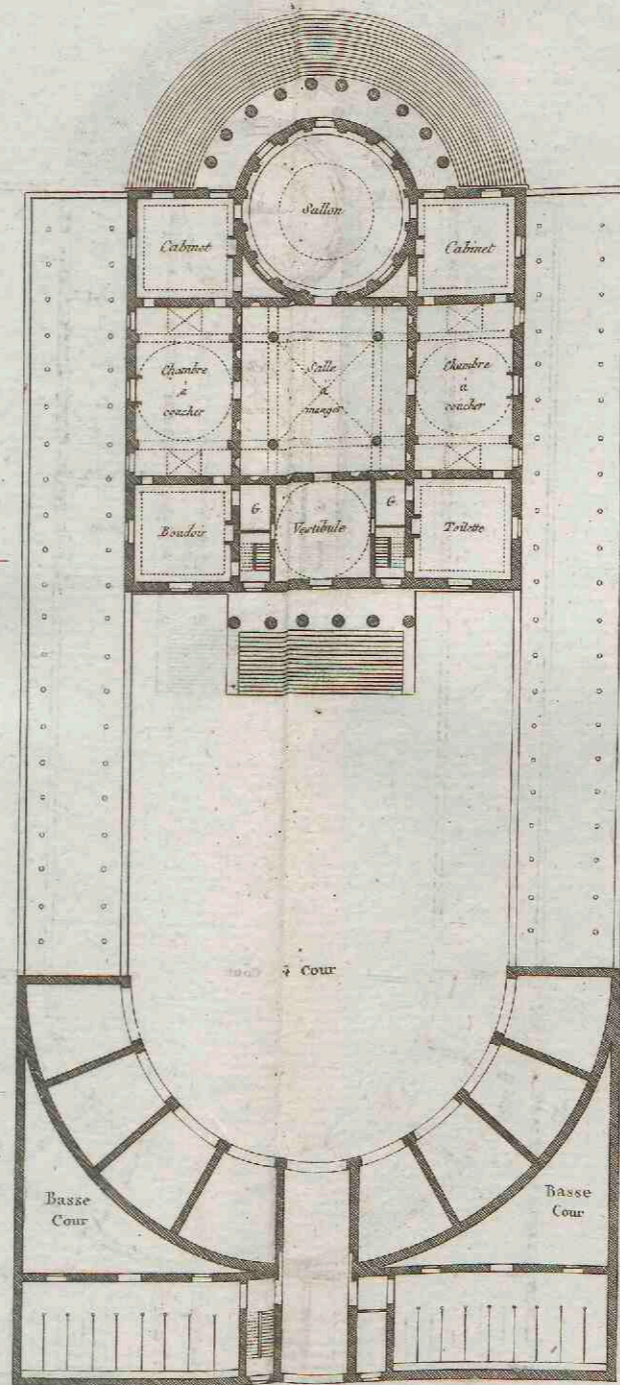 Sallon
Cabinet
Cabinet
Chambre
à
coucher
Salle
à
manger
Chambre
à
coucher
Boudoir
G
Vestibule
G
Toilette
Cour
Basse
Cour
Basse
Cour